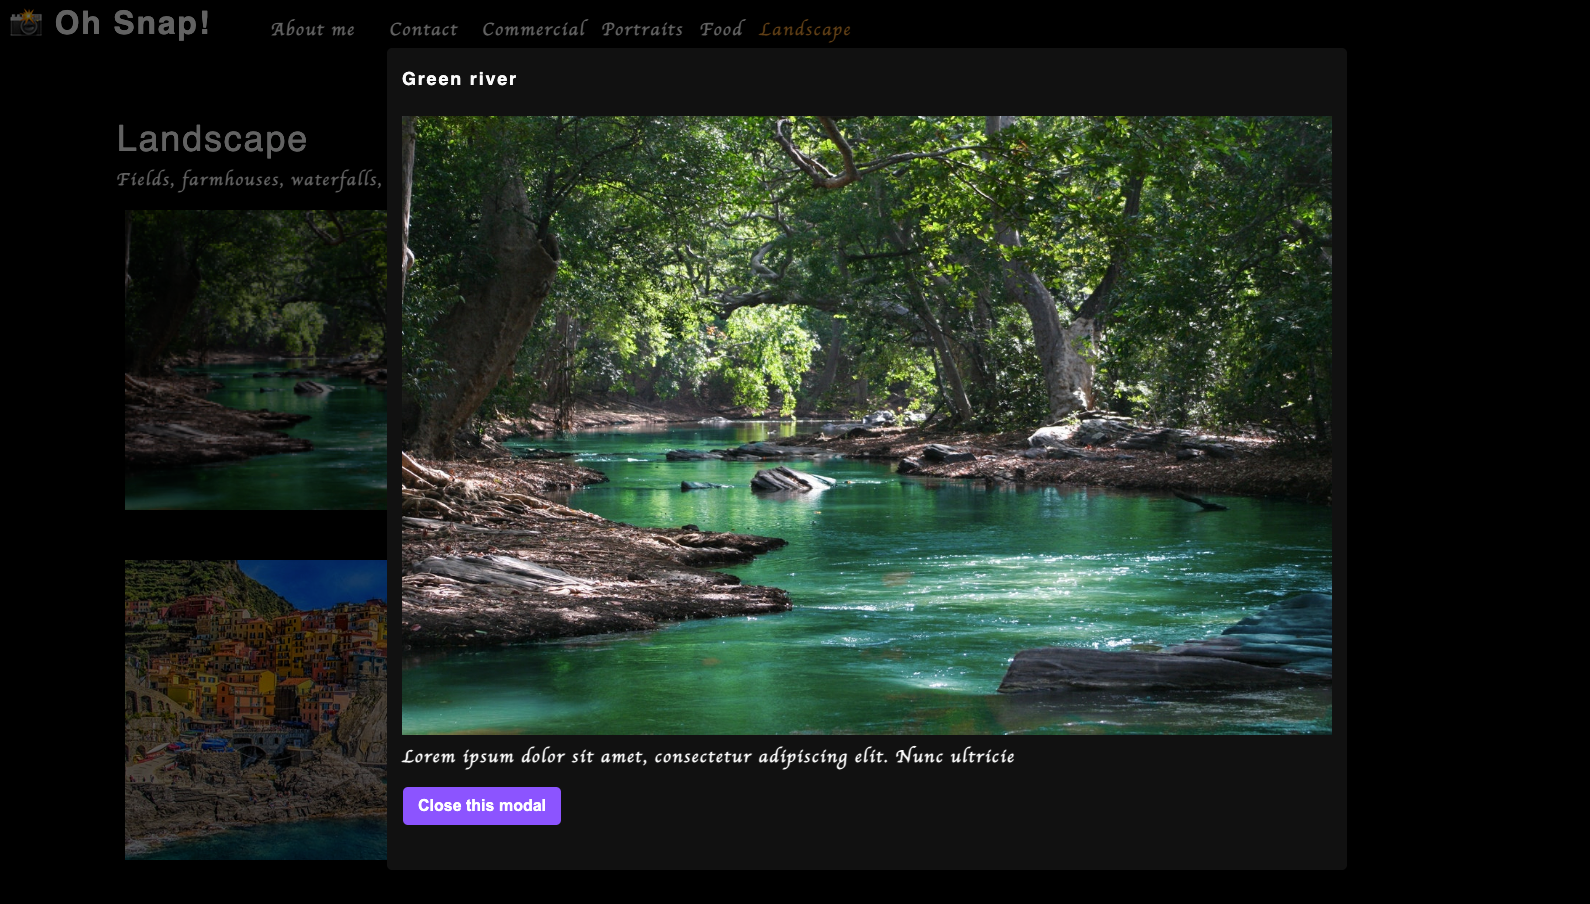 Oh Snap!
About me Contact Commercial Portraits Food Landscape
Green river
Landscape
Fields, farmhouses, waterfalls,
Lorem ipsum dolor sit amet, consectetur adipiscing elit. Nunc ultricie
Close this modal